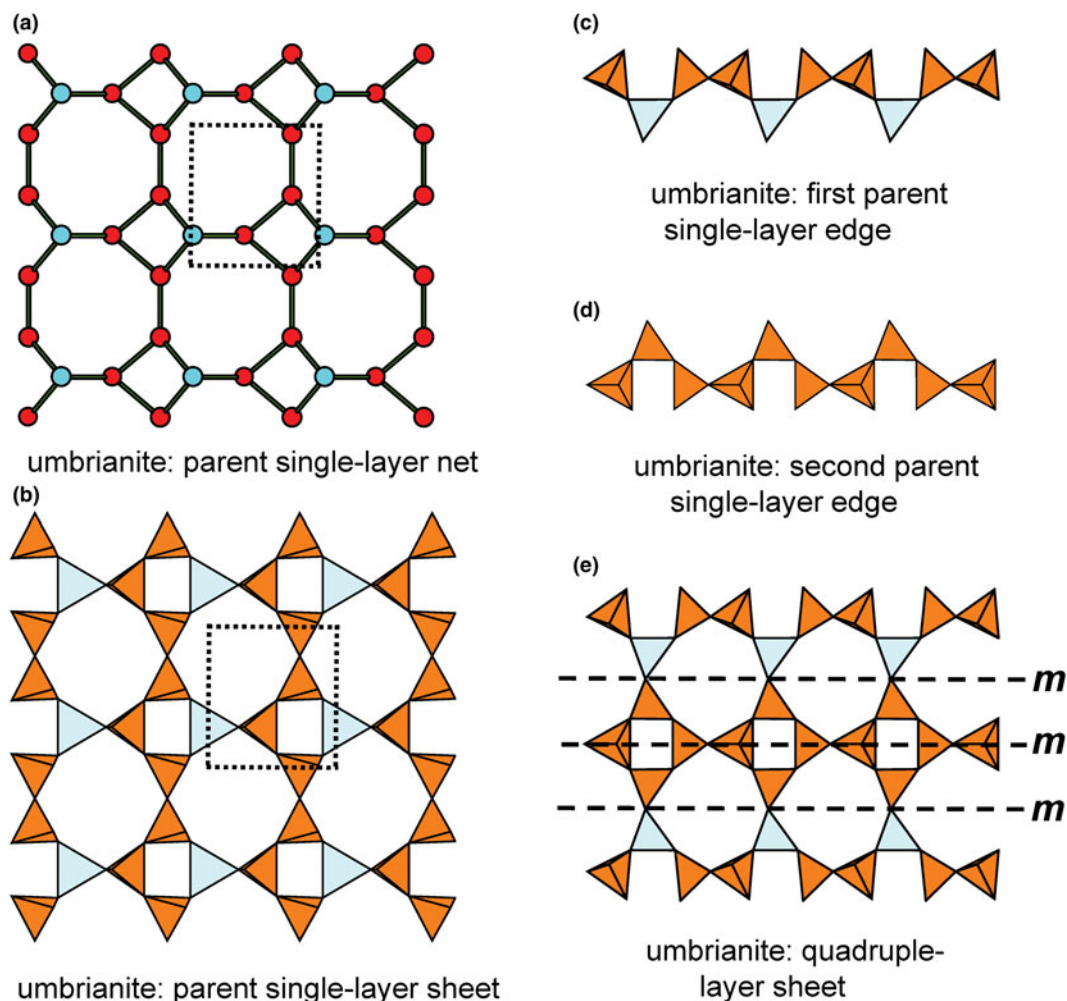 (a)
umbrianite: parent single-layer net
(b)
umbrianite: parent single-layer sheet
(c)
umbrianite: first parent
single-layer edge
(d)
umbrianite: second parent
single-layer edge
(e)
m
m
m
umbrianite: quadruple-
layer sheet